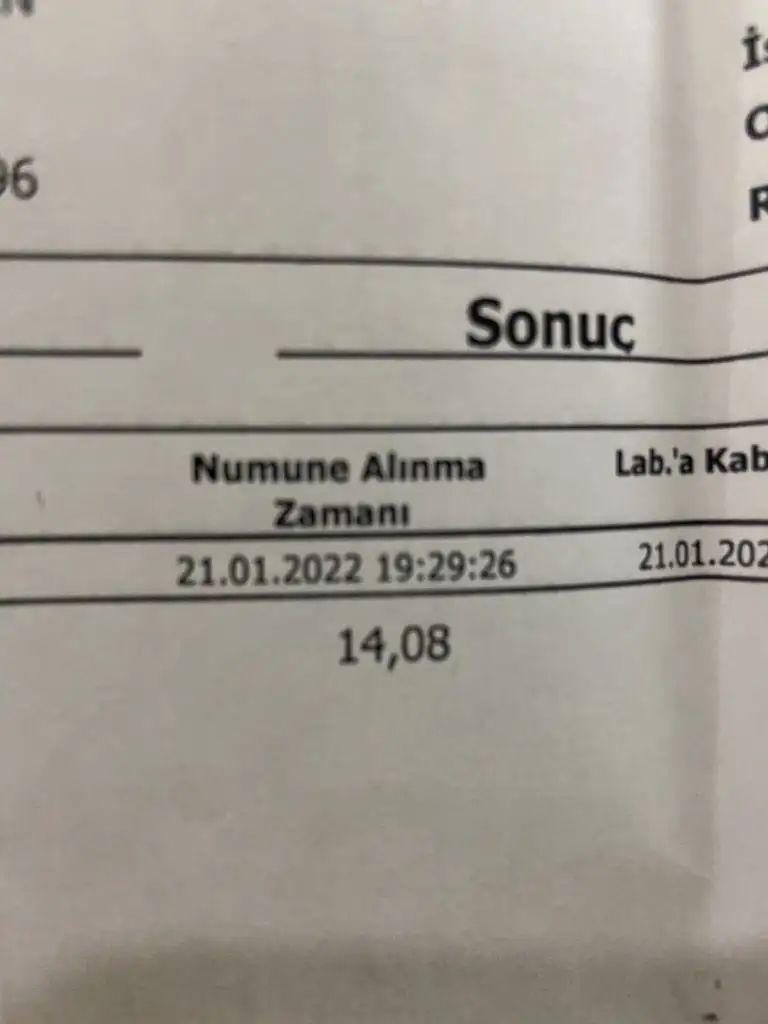 96
Sonuç
Numune Alınma
Zamanı
Lab.'a Kab
21.01.2022 19:29:26
21.01.202
14,08